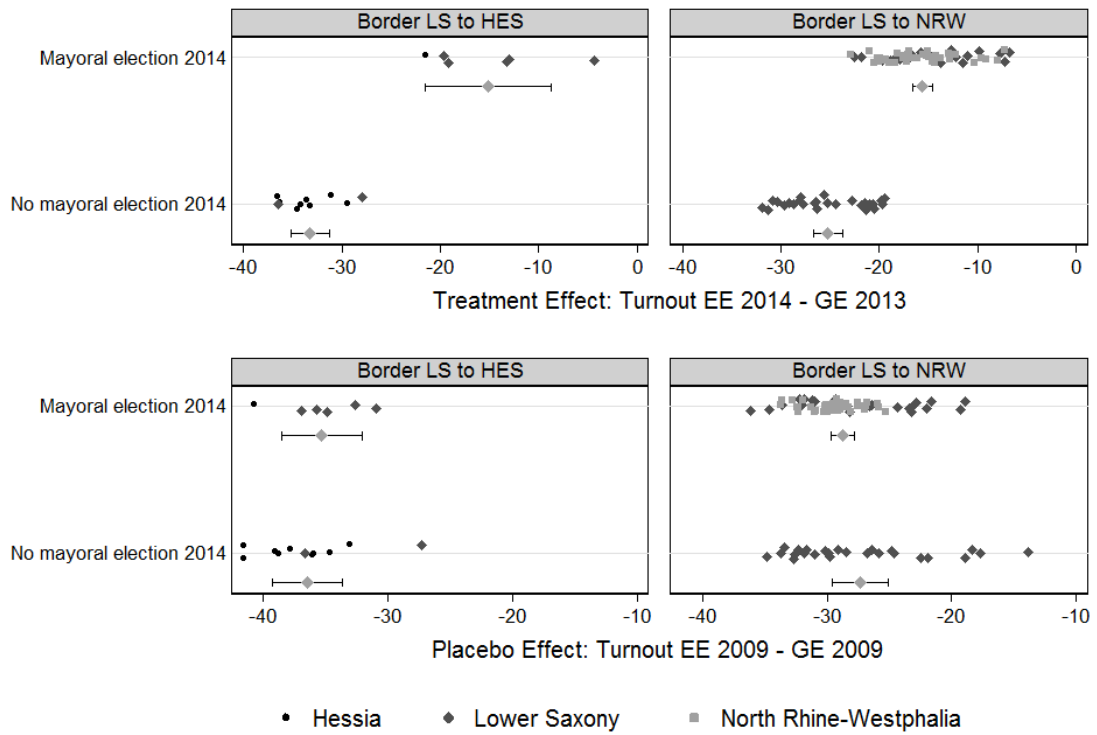 Border LS to HES
Border LS to NRW
Mayoral election 2014
No mayoral election 2014
-40 -30 -20 -10 0
-40 -30 -20 -10 0
Treatment Effect: Turnout EE 2014 - GE 2013
Border LS to HES
Border LS to NRW
Mayoral election 2014
No mayoral election 2014
-40 -30 -20 -10
-40 -30 -20 -10
Placebo Effect: Turnout EE 2009 - GE 2009
Hessia Lower Saxony North Rhine-Westphalia